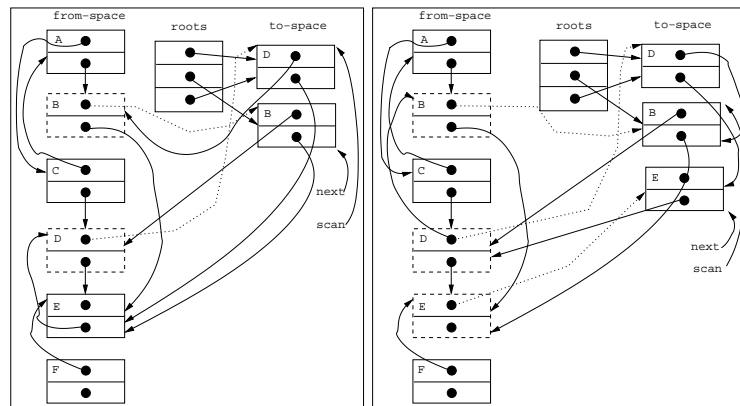 from-space
roots
to-space
A
B
C
D
E
F
D
B
next
scan
from-space
roots
to-space
A
B
C
D
E
F
D
B
E
next
scan